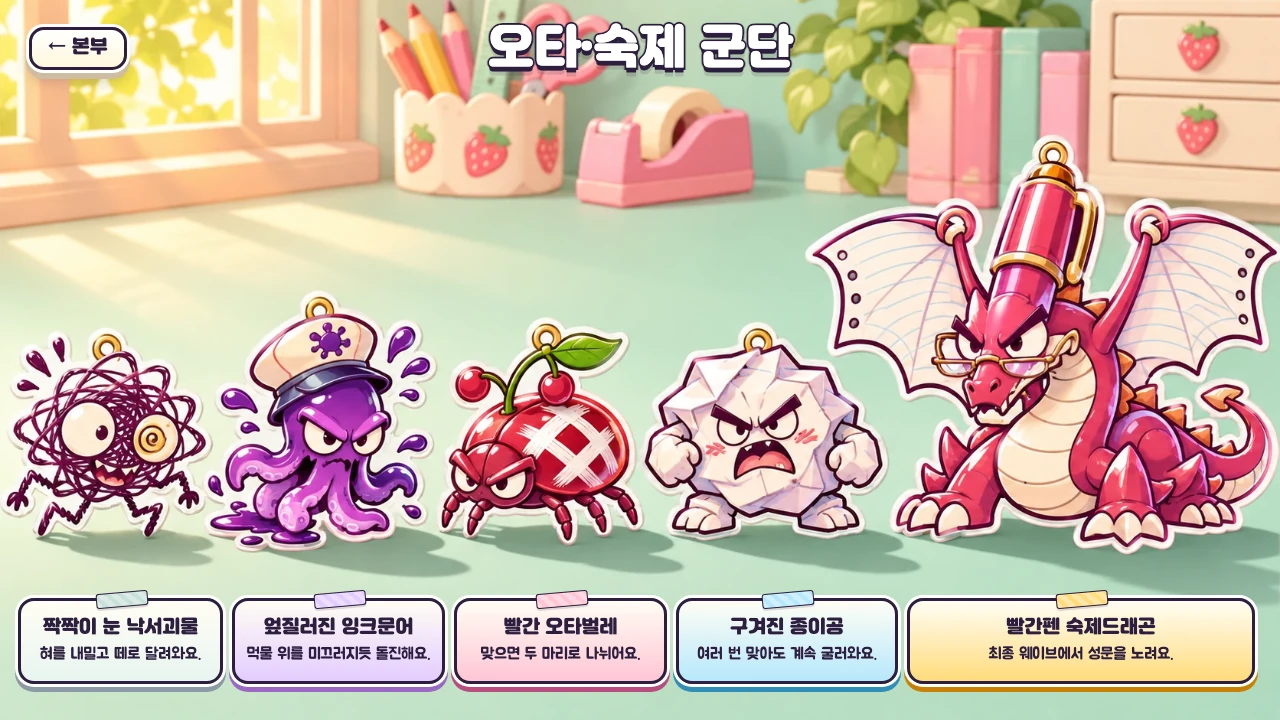 ← 본부
오타·숙제 군단
짝짝이 눈 낙서괴물
혀를 내밀고 떼로 달려와요.
엎질러진 잉크문어
먹물 위를 미끄러지듯 돌진해요.
빨간 오타벌레
맞으면 두 마리로 나뉘어요.
구겨진 종이공
여러 번 맞아도 계속 굴러와요.
빨간펜 숙제드래곤
최종 웨이브에서 성문을 노려요.